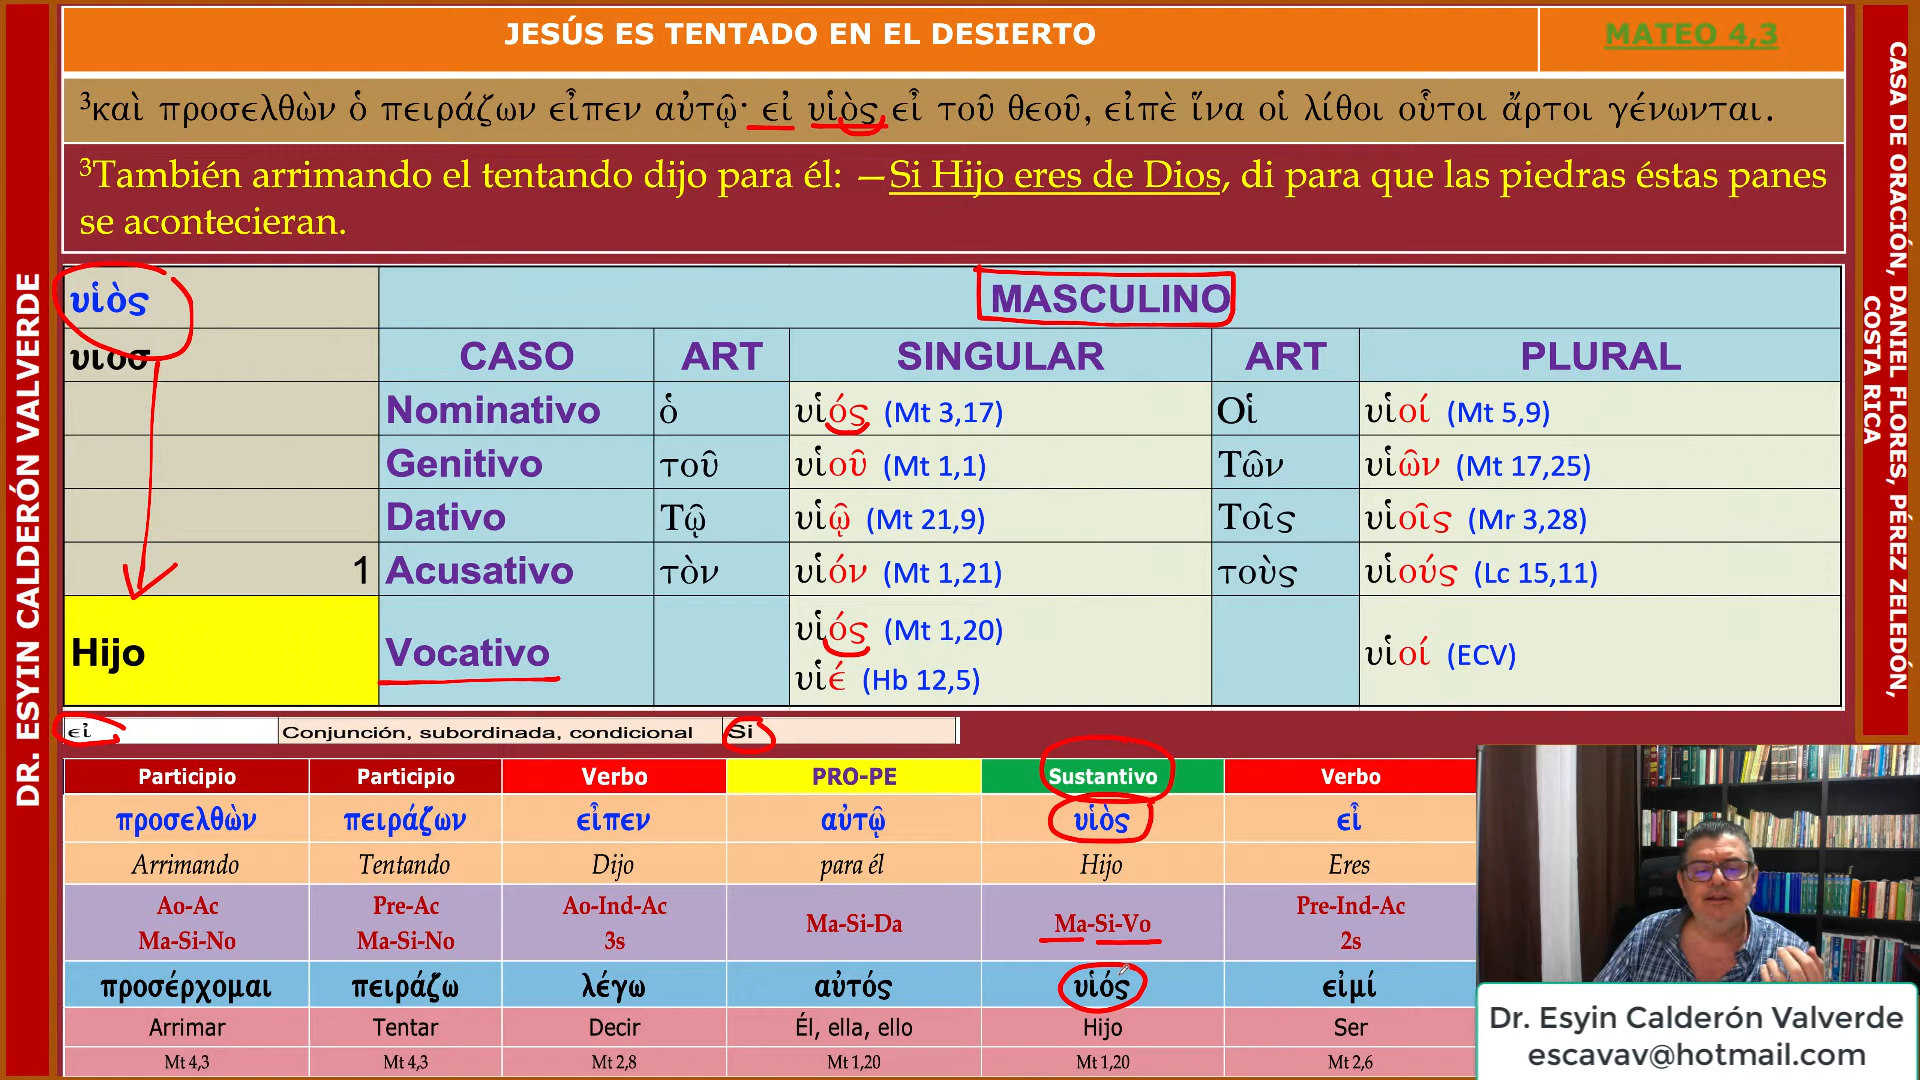 JESÚS ES TENTADO EN EL DESIERTO
MATEO 4,3
³καὶ προσελθὼν ὁ πειράζων εἶπεν αὐτῷ· εἰ υἱὸς εἶ τοῦ θεοῦ, εἰπὲ ἵνα οἱ λίθοι οὗτοι ἄρτοι γένωνται.
³También arrimando el tentando dijo para él: —Si Hijo eres de Dios, di para que las piedras éstas panes
se acontecieran.
υἱὸς MASCULINO
υἱοσ CASO ART SINGULAR ART PLURAL
Nominativo ὁ υἱός (Mt 3,17) Οἱ υἱοί (Mt 5,9)
Genitivo τοῦ υἱοῦ (Mt 1,1) Τῶν υἱῶν (Mt 17,25)
Dativo Τῷ υἱῷ (Mt 21,9) Τοῖς υἱοῖς (Mr 3,28)
1 Acusativo τὸν υἱόν (Mt 1,21) τοὺς υἱούς (Lc 15,11)
Hijo Vocativo υἱός (Mt 1,20) υἱοί (ECV)
υἱέ (Hb 12,5)
εἰ Conjunción, subordinada, condicional Si
Participio Participio Verbo PRO-PE Sustantivo Verbo
προσελθὼν πειράζων εἶπεν αὐτῷ υἱὸς εἶ
Arrimando Tentando Dijo para él Hijo Eres
Ao-Ac Pre-Ac Ao-Ind-Ac Ma-Si-Da Ma-Si-Vo Pre-Ind-Ac
Ma-Si-No Ma-Si-No 3s 2s
προσέρχομαι πειράζω λέγω αὐτός υἱός εἰμί
Arrimar Tentar Decir Él, ella, ello Hijo Ser
Mt 4,3 Mt 4,3 Mt 2,8 Mt 1,20 Mt 1,20 Mt 2,6
DR. ESYIN CALDERÓN VALVERDE
CASA DE ORACIÓN, DANIEL FLORES, PÉREZ ZELEDÓN,
COSTA RICA
Dr. Esyin Calderón Valverde
escavav@hotmail.com